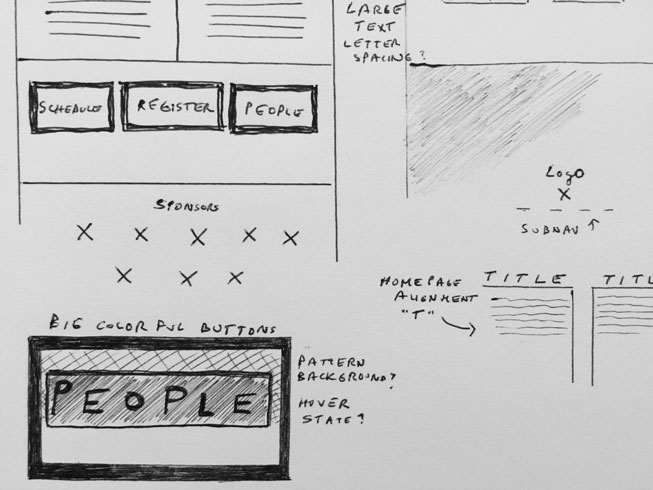 LARGE
TEXT
LETTER
SPACING?
SCHEDULE
REGISTER
PEOPLE
SPONSORS
LOGO
SUBNAV
HOMEPAGE
ALIGNMENT
"T"
TITLE
TITL
BIG COLORFUL BUTTONS
PEOPLE
PATTERN
BACKGROUND?
HOVER
STATE?